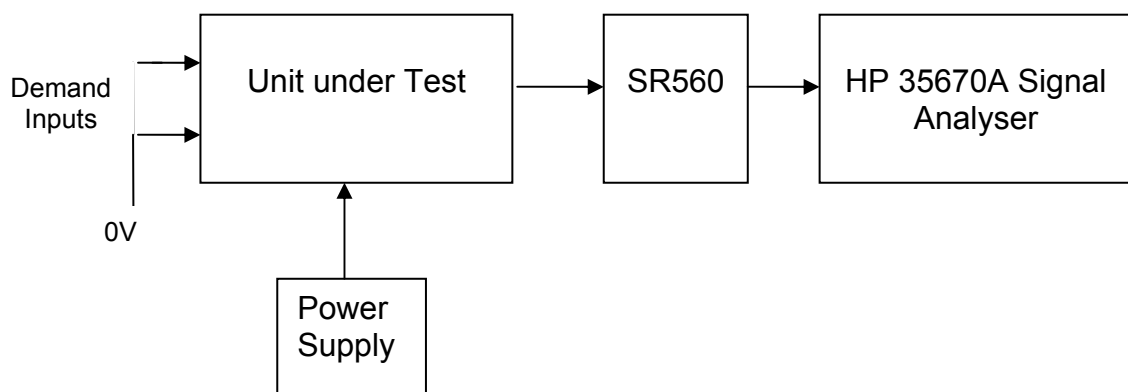 Demand
Inputs
0V
Unit under Test
Power
Supply
SR560
HP 35670A Signal
Analyser